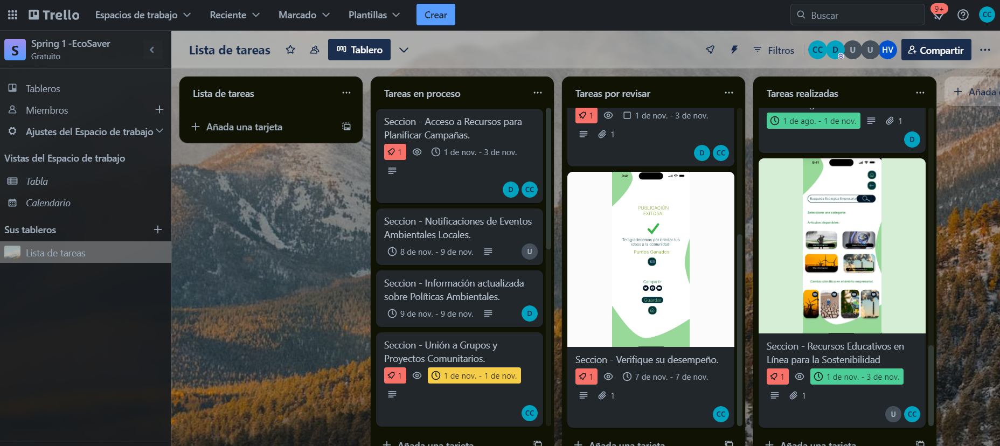 Trello
Espacios de trabajo
Reciente
Marcado
Plantillas
Crear
Buscar
9+
CC
S
Spring 1 -EcoSaver
Gratuito
Tableros
Miembros
Ajustes del Espacio de trabajo
Vistas del Espacio de trabajo
Tabla
Calendario
Sus tableros
Lista de tareas
Lista de tareas
Tablero
Filtros
CC D U U HV
Compartir
Lista de tareas
Añada una tarjeta
Tareas en proceso
Seccion - Acceso a Recursos para
Planificar Campañas.
1
1 de nov. - 3 de nov.
D CC
Seccion - Notificaciones de Eventos
Ambientales Locales.
8 de nov. - 9 de nov.
U
Seccion - Información actualizada
sobre Políticas Ambientales.
9 de nov. - 9 de nov.
D
Seccion - Unión a Grupos y
Proyectos Comunitarios.
1
1 de nov. - 1 de nov.
CC
Añada una tarjeta
Tareas por revisar
1
1 de nov. - 3 de nov.
1
D CC
9:41
PUBLICACIÓN
EXITOSA!
Te agradecemos por brindar tus
ideas a la comunidad!
Puntos Ganados:
100
Compartir
Guardar
Seccion - Verifique su desempeño.
1
7 de nov. - 7 de nov.
1
CC
Añada una tarjeta
Tareas realizadas
1 de ago. - 1 de nov.
1
D
9:41
Busqueda Ecologica Empresarial
Seleccione una categoria:
Artículos disponibles:
Mas informacion
Mas informacion
Mas informacion
Mas informacion
Cambio climático en el ámbito empresarial.
Seccion - Recursos Educativos en
Línea para la Sostenibilidad
1
1 de nov. - 3 de nov.
1
U CC
Añada una tarjeta
Añada